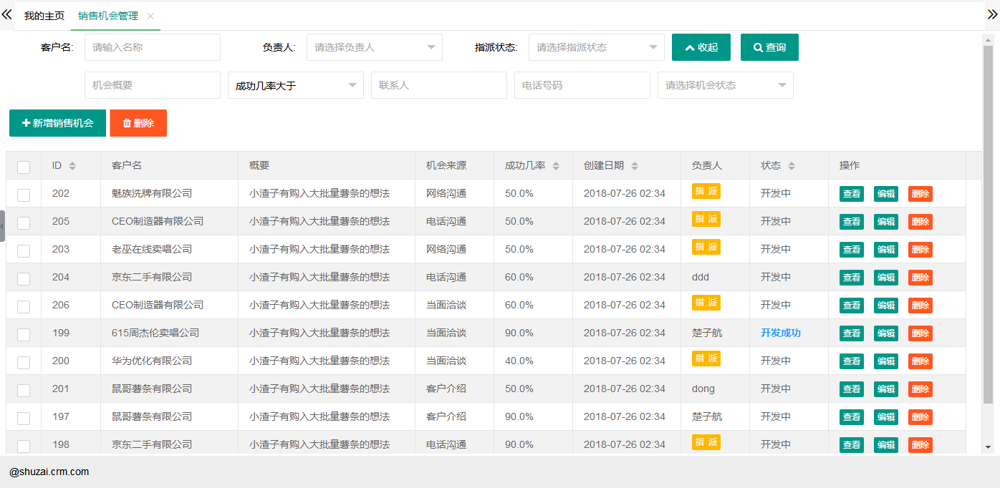 我的主页 销售机会管理
客户名: 请输入名称 负责人: 请选择负责人 指派状态: 请选择指派状态 收起 查询
机会概要 成功几率大于 联系人 电话号码 请选择机会状态
新增销售机会 删除
ID 客户名 概要 机会来源 成功几率 创建日期 负责人 状态 操作
202 魅族洗牌有限公司 小渣子有购入大批量薯条的想法 网络沟通 50.0% 2018-07-26 02:34 指 派 开发中 查看 编辑 删除
205 CEO制造器有限公司 小渣子有购入大批量薯条的想法 电话沟通 50.0% 2018-07-26 02:34 指 派 开发中 查看 编辑 删除
203 老巫在线卖唱公司 小渣子有购入大批量薯条的想法 网络沟通 50.0% 2018-07-26 02:34 指 派 开发中 查看 编辑 删除
204 京东二手有限公司 小渣子有购入大批量薯条的想法 电话沟通 60.0% 2018-07-26 02:34 ddd 开发中 查看 编辑 删除
206 CEO制造器有限公司 小渣子有购入大批量薯条的想法 当面洽谈 60.0% 2018-07-26 02:34 指 派 开发中 查看 编辑 删除
199 615周杰伦卖唱公司 小渣子有购入大批量薯条的想法 当面洽谈 90.0% 2018-07-26 02:34 楚子航 开发成功 查看 编辑 删除
200 华为优化有限公司 小渣子有购入大批量薯条的想法 当面洽谈 40.0% 2018-07-26 02:34 指 派 开发中 查看 编辑 删除
201 鼠哥薯条有限公司 小渣子有购入大批量薯条的想法 客户介绍 50.0% 2018-07-26 02:34 dong 开发中 查看 编辑 删除
197 鼠哥薯条有限公司 小渣子有购入大批量薯条的想法 客户介绍 90.0% 2018-07-26 02:34 楚子航 开发中 查看 编辑 删除
198 京东二手有限公司 小渣子有购入大批量薯条的想法 电话沟通 90.0% 2018-07-26 02:34 指 派 开发中 查看 编辑 删除
@shuzai.crm.com